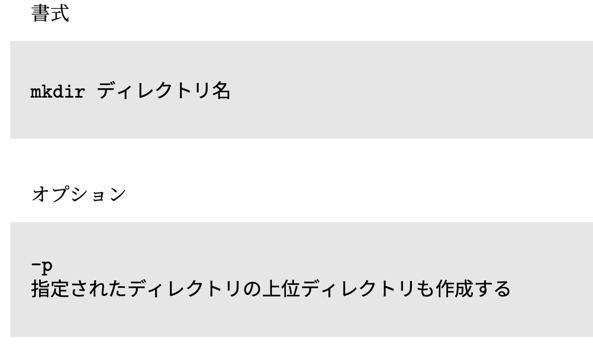 書式
mkdir ディレクトリ名
オプション
-p
指定されたディレクトリの上位ディレクトリも作成する